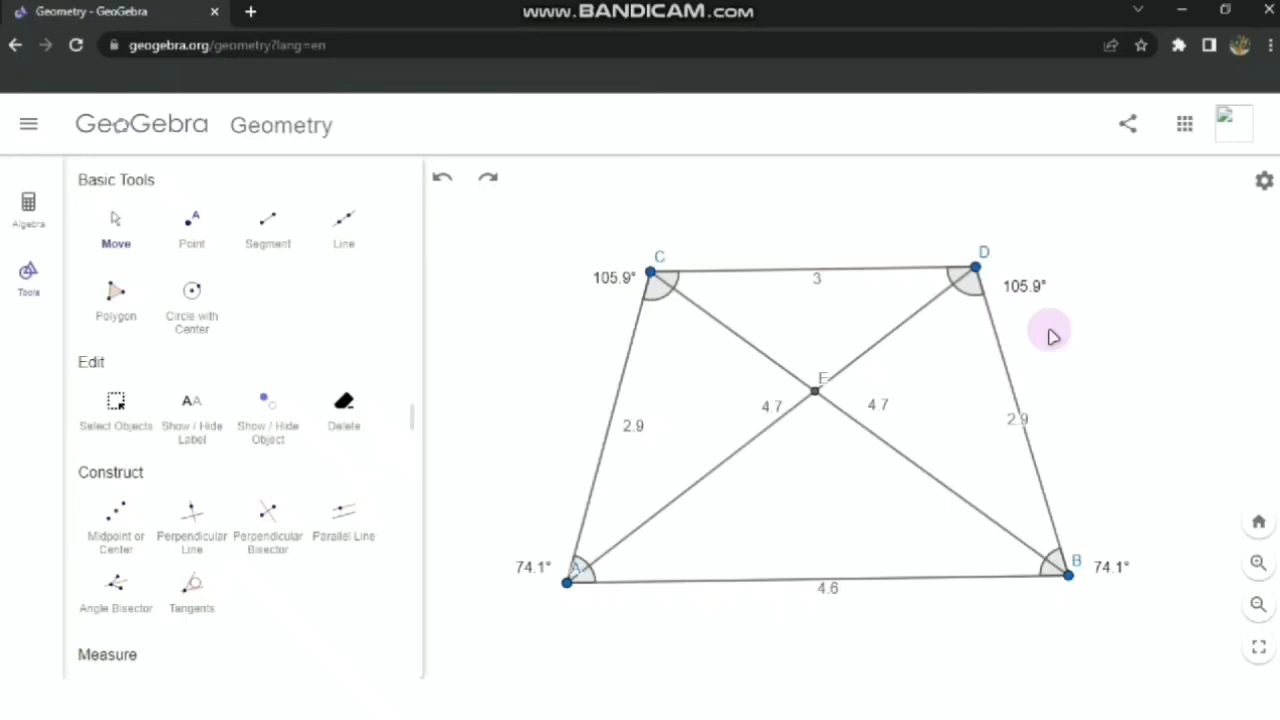 Geometry - GeoGebra
www.BANDICAM.com
geogebra.org/geometry?lang=en
GeoGebra Geometry
Algebra
Tools
Basic Tools
Move
Point
Segment
Line
Polygon
Circle with
Center
Edit
Select Objects
Show / Hide
Label
Show / Hide
Object
Delete
Construct
Midpoint or
Center
Perpendicular
Line
Perpendicular
Bisector
Parallel Line
Angle Bisector
Tangents
Measure
A
AA
C
D
105.9°
3
105.9°
E
4.7
4.7
2.9
2.9
74.1°
A
B
74.1°
4.6